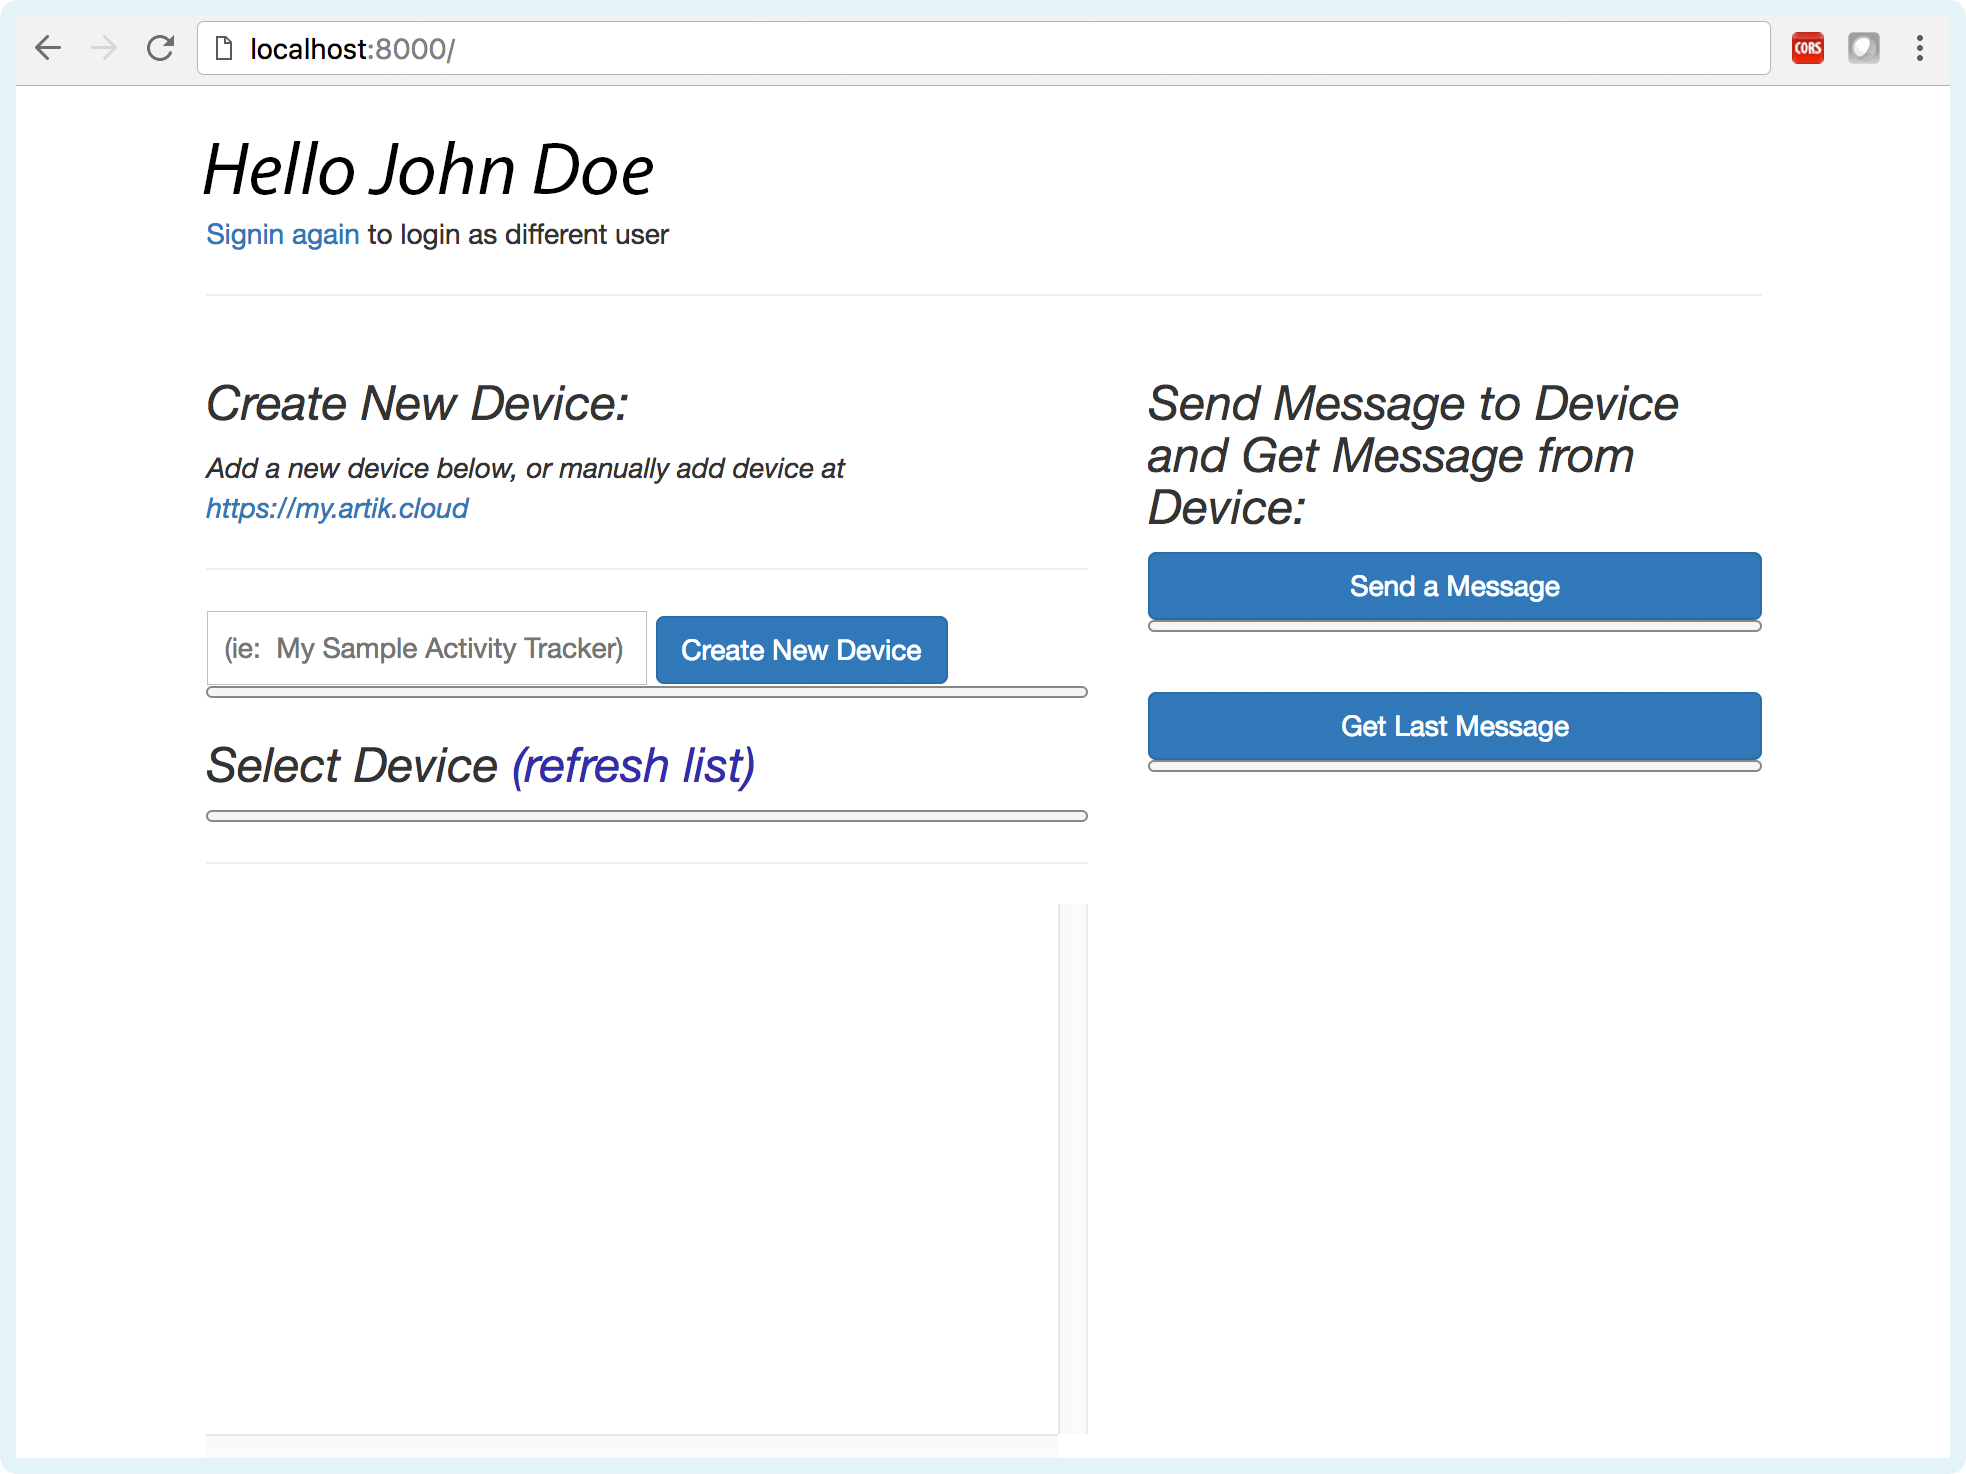 localhost:8000/
CORS
Hello John Doe
Signin again to login as different user
Create New Device:
Add a new device below, or manually add device at
https://my.artik.cloud
(ie:  My Sample Activity Tracker)
Create New Device
Select Device (refresh list)
Send Message to Device
and Get Message from
Device:
Send a Message
Get Last Message